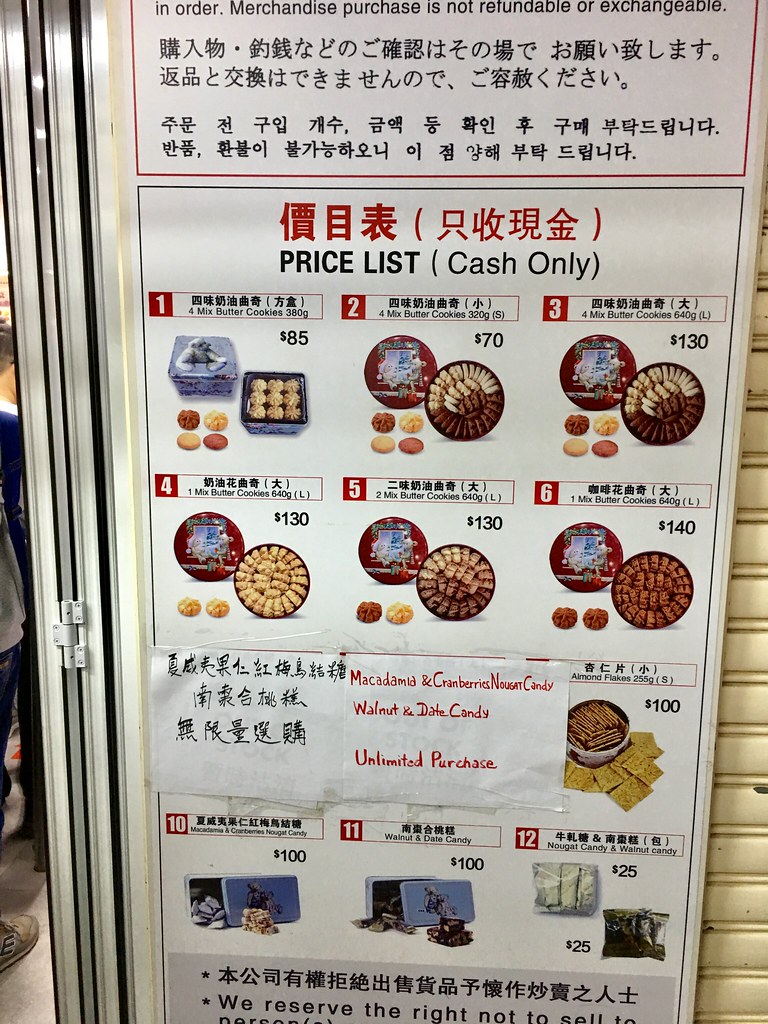 in order. Merchandise purchase is not refundable or exchangeable.
購入物・釣銭などのご確認はその場で お願い致します。
返品と交換はできませんので、ご容赦ください。
주문 전 구입 개수, 금액 등 확인 후 구매 부탁드립니다.
반품, 환불이 불가능하오니 이 점 양해 부탁 드립니다.
價目表 ( 只收現金 )
PRICE LIST ( Cash Only)
1 四味奶油曲奇 ( 方盒 )
4 Mix Butter Cookies 380g
$85
2 四味奶油曲奇 ( 小 )
4 Mix Butter Cookies 320g (S)
$70
3 四味奶油曲奇 ( 大 )
4 Mix Butter Cookies 640g (L)
$130
4 奶油花曲奇 ( 大 )
1 Mix Butter Cookies 640g ( L )
$130
5 二味奶油曲奇 ( 大 )
2 Mix Butter Cookies 640g ( L )
$130
6 咖啡花曲奇 ( 大 )
1 Mix Butter Cookies 640g ( L )
$140
夏威夷果仁紅梅鳥結糖
南棗合桃糕
無限量選購
Macadamia & Cranberries NOUGAT Candy
Walnut & Date Candy
Unlimited Purchase
杏仁片 ( 小 )
Almond Flakes 255g ( S )
$100
10 夏威夷果仁紅梅鳥結糖
Macadamia & Cranberries Nougat Candy
$100
11 南棗合桃糕
Walnut & Date Candy
$100
12 牛軋糖 & 南棗糕 ( 包 )
Nougat Candy & Walnut candy
$25
$25
* 本公司有權拒絶出售貨品予懷作炒賣之人士
* We reserve the right not to sell to
person(s)